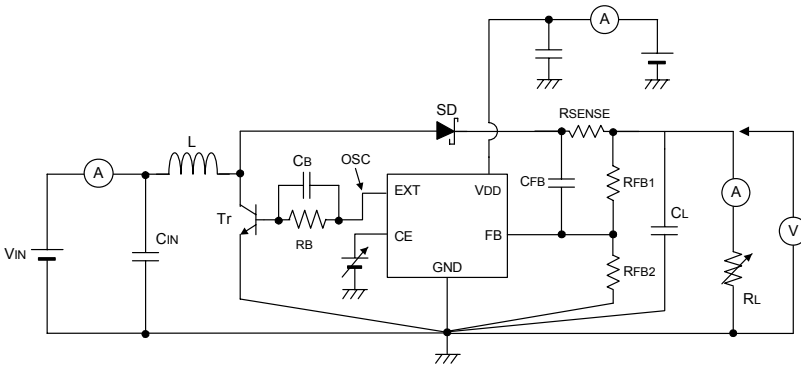 A
SD
RSENSE
L
CB
OSC
A
EXT
VDD
CFB
RFB1
CL
A
Tr
RB
CE
FB
V
VIN
CIN
GND
RFB2
RL